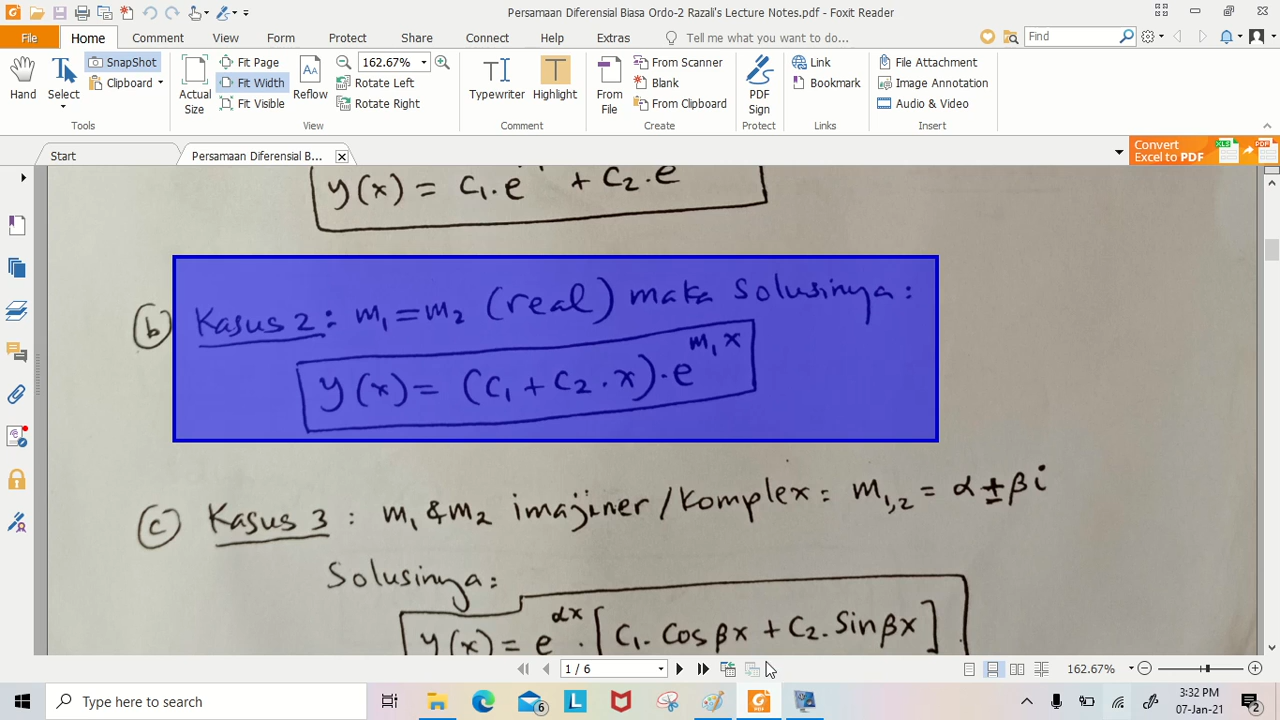 Persamaan Diferensial Biasa Ordo-2 Razali's Lecture Notes.pdf - Foxit Reader
File Home Comment View Form Protect Share Connect Help Extras Tell me what you want to do... Find
Hand
Select
SnapShot
Clipboard
Tools
Actual Size
Fit Page
Fit Width
Fit Visible
Reflow
162.67%
Rotate Left
Rotate Right
View
Typewriter
Highlight
Comment
From File
From Scanner
Blank
From Clipboard
Create
PDF Sign
Protect
Link
Bookmark
Links
File Attachment
Image Annotation
Audio & Video
Insert
Start
Persamaan Diferensial B...
Convert
Excel to PDF
y(x) = C₁.e + C₂.e
(b) Kasus 2: m₁=m₂ (real) maka solusinya:
y(x) = (C₁ + C₂.x).e^m₁x
(c) Kasus 3: m₁ & m₂ imajiner/Komplex: m₁,₂ = α ± βi
Solusinya:
y(x) = e^αx . [C₁.Cos βx + C₂.Sin βx]
1 / 6
162.67%
Type here to search
6
3:32 PM
07-Jan-21
2